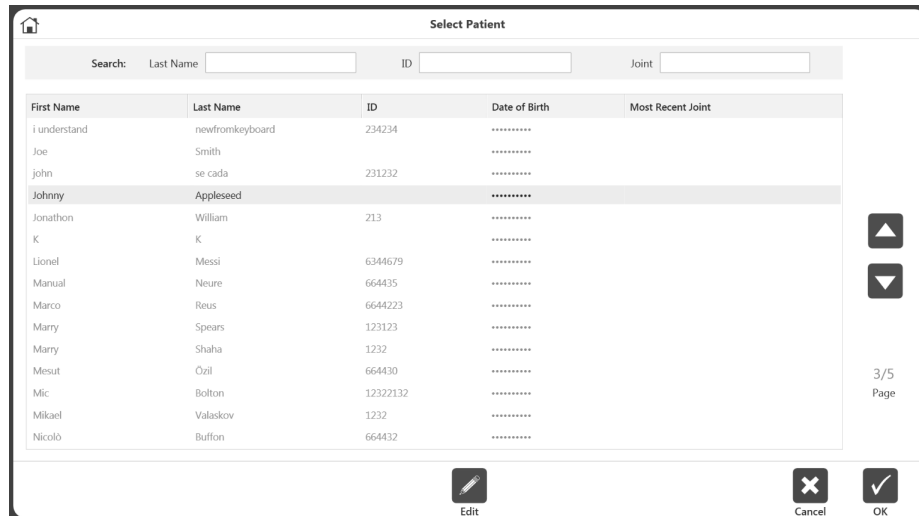 Select Patient
Search: Last Name ID Joint
First Name Last Name ID Date of Birth Most Recent Joint
i understand newfromkeyboard 234234 ••••••••••
Joe Smith ••••••••••
john se cada 231232 ••••••••••
Johnny Appleseed ••••••••••
Jonathon William 213 ••••••••••
K K ••••••••••
Lionel Messi 6344679 ••••••••••
Manual Neure 664435 ••••••••••
Marco Reus 6644223 ••••••••••
Marry Spears 123123 ••••••••••
Marry Shaha 1232 ••••••••••
Mesut Özil 664430 ••••••••••
Mic Bolton 12322132 ••••••••••
Mikael Valaskov 1232 ••••••••••
Nicolò Buffon 664432 ••••••••••
3/5
Page
Edit Cancel OK